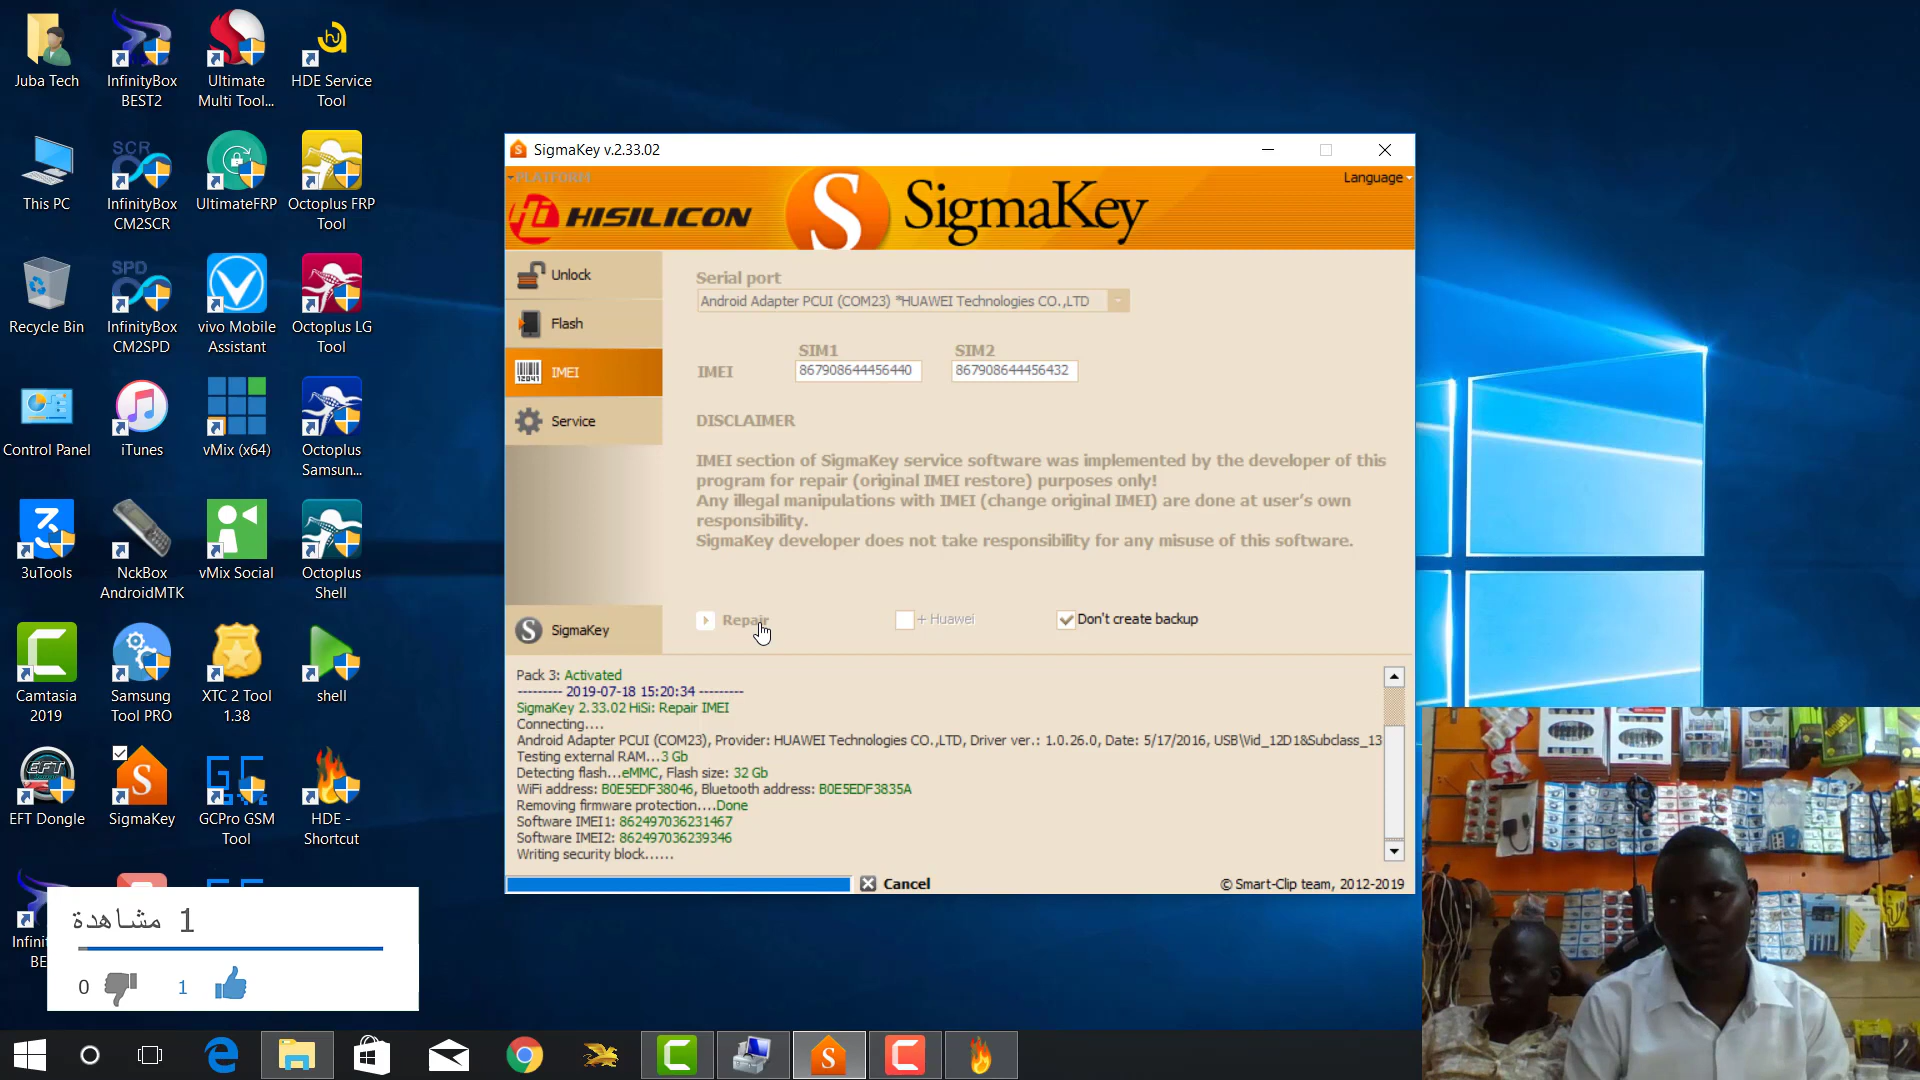 Juba Tech
InfinityBox
BEST2
Ultimate
Multi Tool...
HDE Service
Tool
This PC
SCR
InfinityBox
CM2SCR
UltimateFRP
Octoplus FRP
Tool
Recycle Bin
SPD
InfinityBox
CM2SPD
vivo Mobile
Assistant
Octoplus LG
Tool
Control Panel
iTunes
vMix (x64)
Octoplus
Samsun...
3uTools
NckBox
AndroidMTK
vMix Social
Octoplus
Shell
Camtasia
2019
Samsung
Tool PRO
XTC 2 Tool
1.38
shell
EFT
EFT Dongle
SigmaKey
GCPro GSM
Tool
HDE -
Shortcut
Infini
BE
SigmaKey v.2.33.02
PLATFORM
Language
HISILICON
SigmaKey
Unlock
Flash
IMEI
Service
SigmaKey
Serial port
Android Adapter PCUI (COM23) *HUAWEI Technologies CO.,LTD
SIM1
SIM2
IMEI
867908644456440
867908644456432
DISCLAIMER
IMEI section of SigmaKey service software was implemented by the developer of this
program for repair (original IMEI restore) purposes only!
Any illegal manipulations with IMEI (change original IMEI) are done at user's own
responsibility.
SigmaKey developer does not take responsibility for any misuse of this software.
Repair
+ Huawei
Don't create backup
Pack 3: Activated
--------- 2019-07-18 15:20:34 ---------
SigmaKey 2.33.02 HiSi: Repair IMEI
Connecting....
Android Adapter PCUI (COM23), Provider: HUAWEI Technologies CO.,LTD, Driver ver.: 1.0.26.0, Date: 5/17/2016, USB\Vid_12D1&Subclass_13
Testing external RAM...3 Gb
Detecting flash...eMMC, Flash size: 32 Gb
WiFi address: B0E5EDF38046, Bluetooth address: B0E5EDF3835A
Removing firmware protection....Done
Software IMEI1: 862497036231467
Software IMEI2: 862497036239346
Writing security block......
Cancel
© Smart-Clip team, 2012-2019
1 مشاهدة
0
1